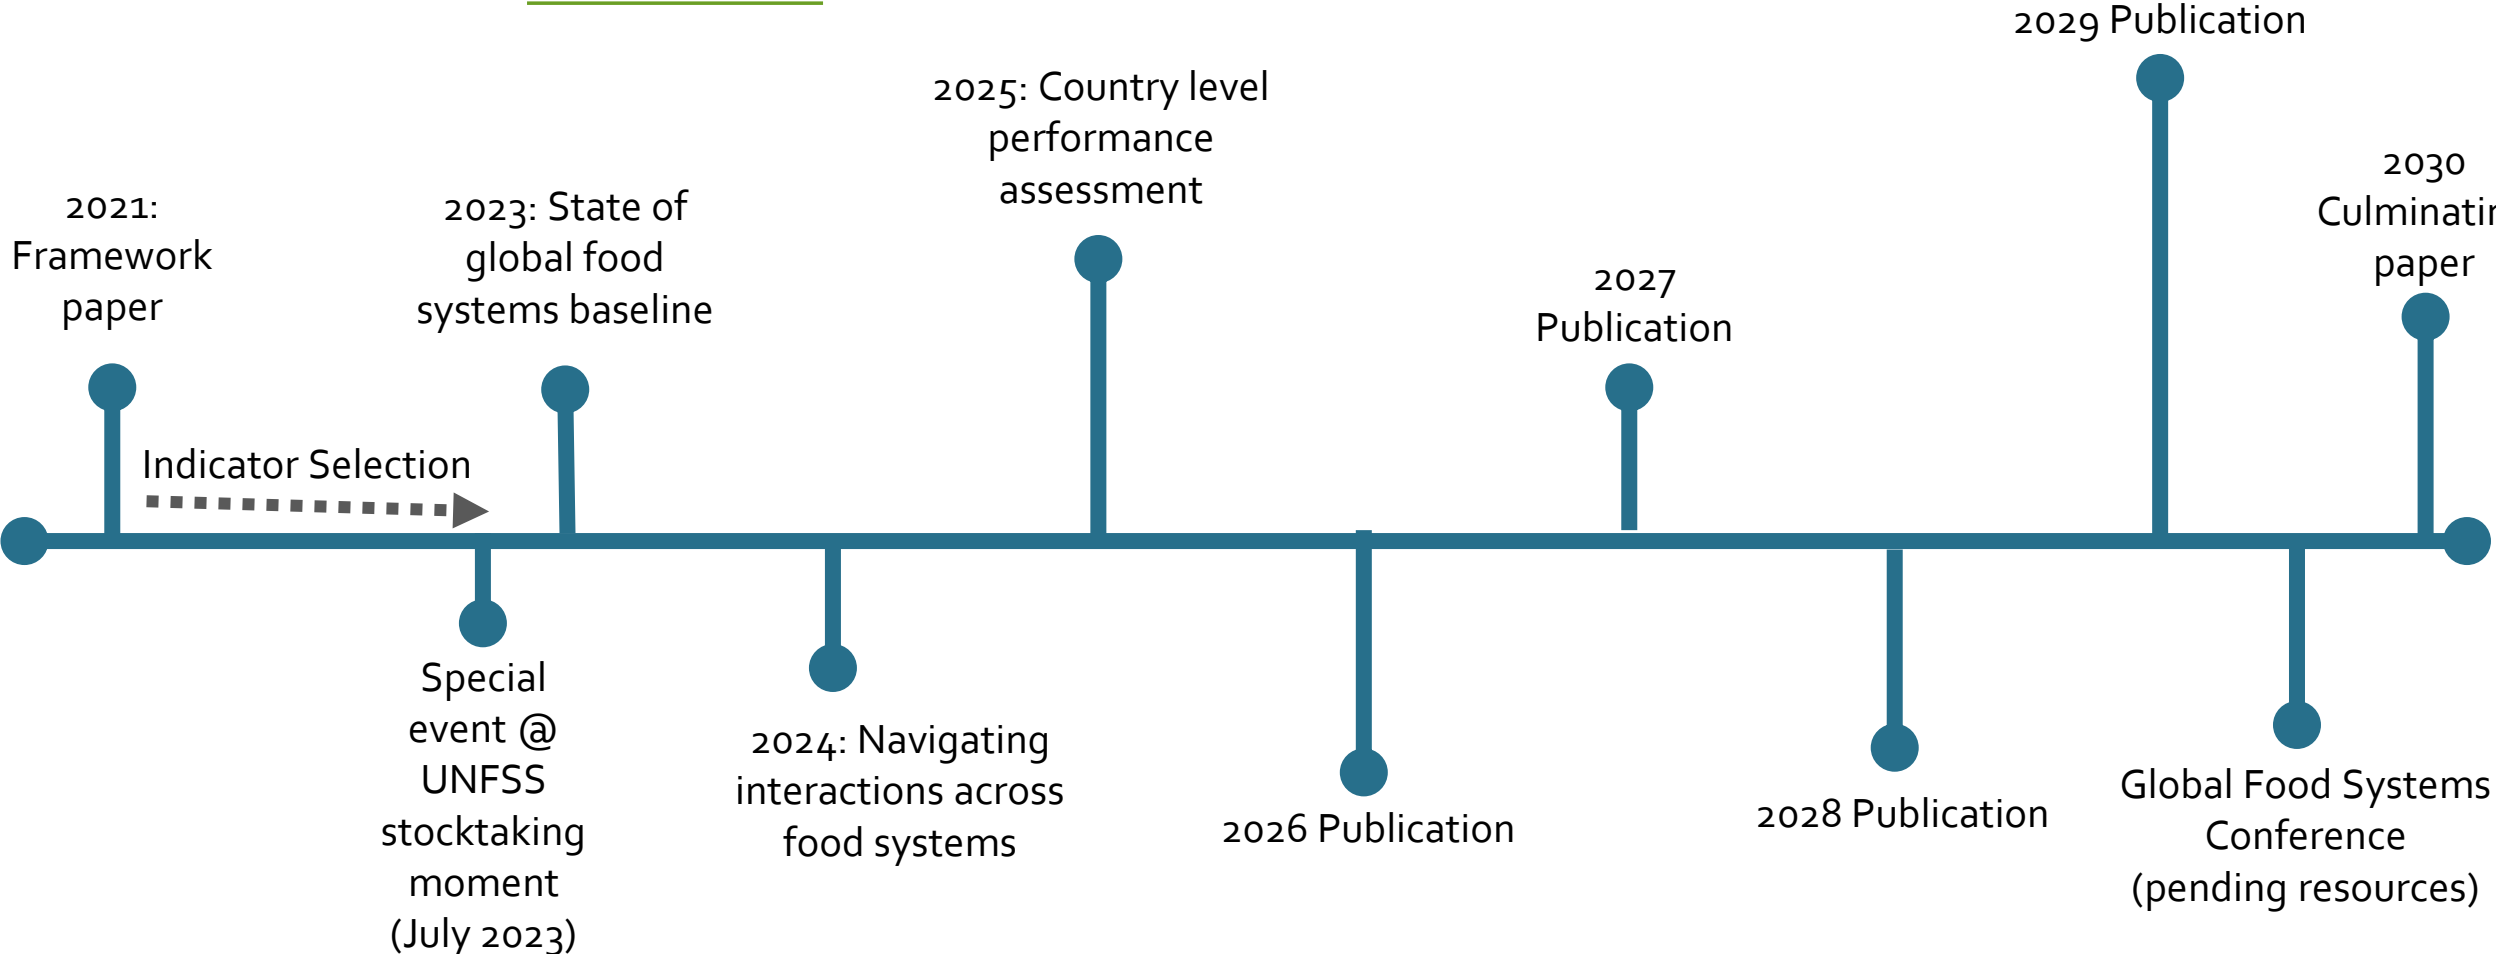 2029 Publication
2025: Country level
performance
assessment
2030
Culminatin
paper
2021:
Framework
paper
2023: State of
global food
systems baseline
2027
Publication
Indicator Selection
Special
event @
UNFSS
stocktaking
moment
(July 2023)
2024: Navigating
interactions across
food systems
2026 Publication
2028 Publication
Global Food Systems
Conference
(pending resources)